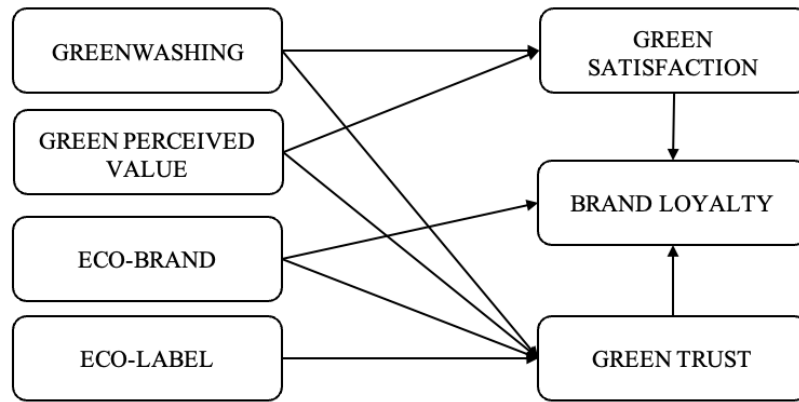 GREENWASHING
GREEN
SATISFACTION
GREEN PERCEIVED
VALUE
BRAND LOYALTY
ECO-BRAND
ECO-LABEL
GREEN TRUST